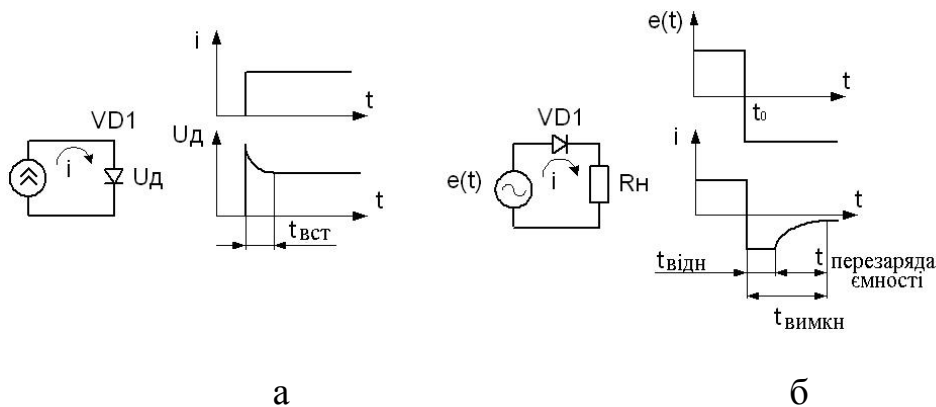 i
t
VD1
i
Uд
Uд
t
tвст
e(t)
t
t₀
VD1
e(t)
i
Rн
i
t
tвідн
t перезаряда
ємності
tвимкн
а
б